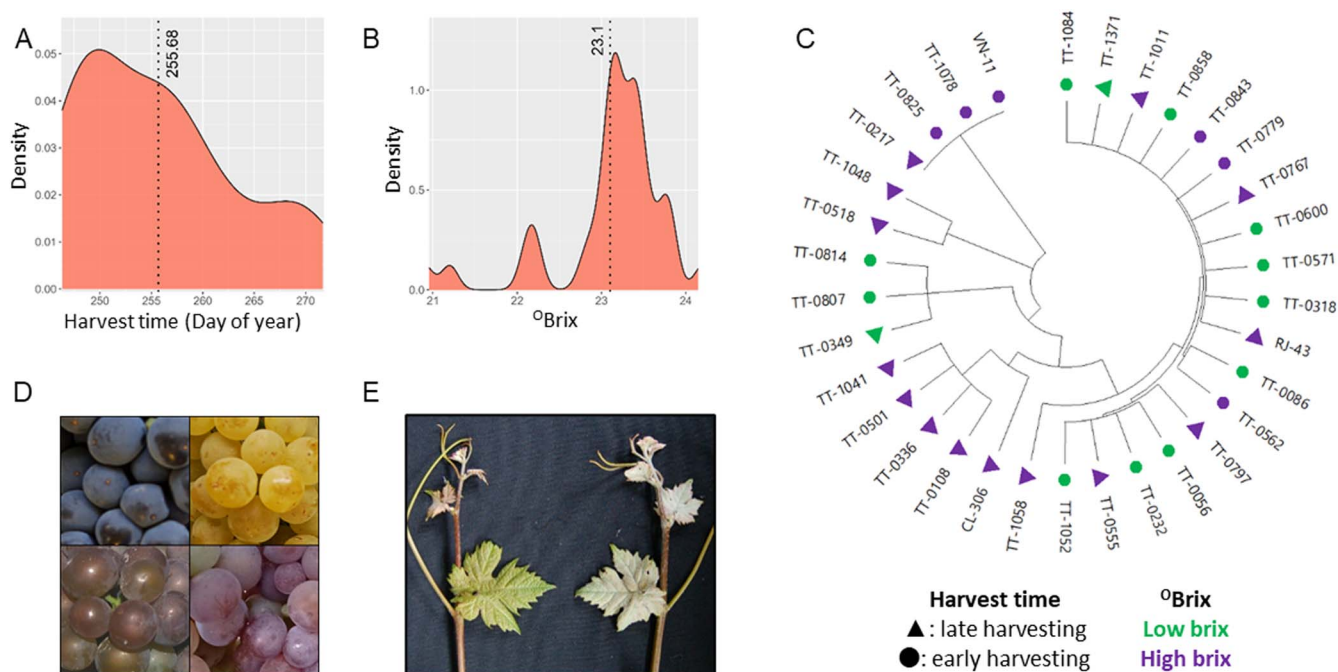 A
0.05
0.04
0.03
0.02
0.01
0.00
Density
255.68
250
255
260
265
270
Harvest time (Day of year)
B
1.0
0.5
0.0
Density
23.1
21
22
23
24
OBrix
C
TT-1084
TT-1371
TT-1011
TT-0858
TT-0843
TT-0779
TT-0767
TT-0600
TT-0571
TT-0318
RJ-43
TT-0086
TT-0562
TT-0797
TT-0056
TT-0232
TT-0555
TT-1052
TT-1058
CL-306
TT-0108
TT-0336
TT-0501
TT-1041
TT-0349
TT-0807
TT-0814
TT-0518
TT-1048
TT-0217
TT-0825
TT-1078
VN-11
D
E
Harvest time
: late harvesting
: early harvesting
OBrix
Low brix
High brix